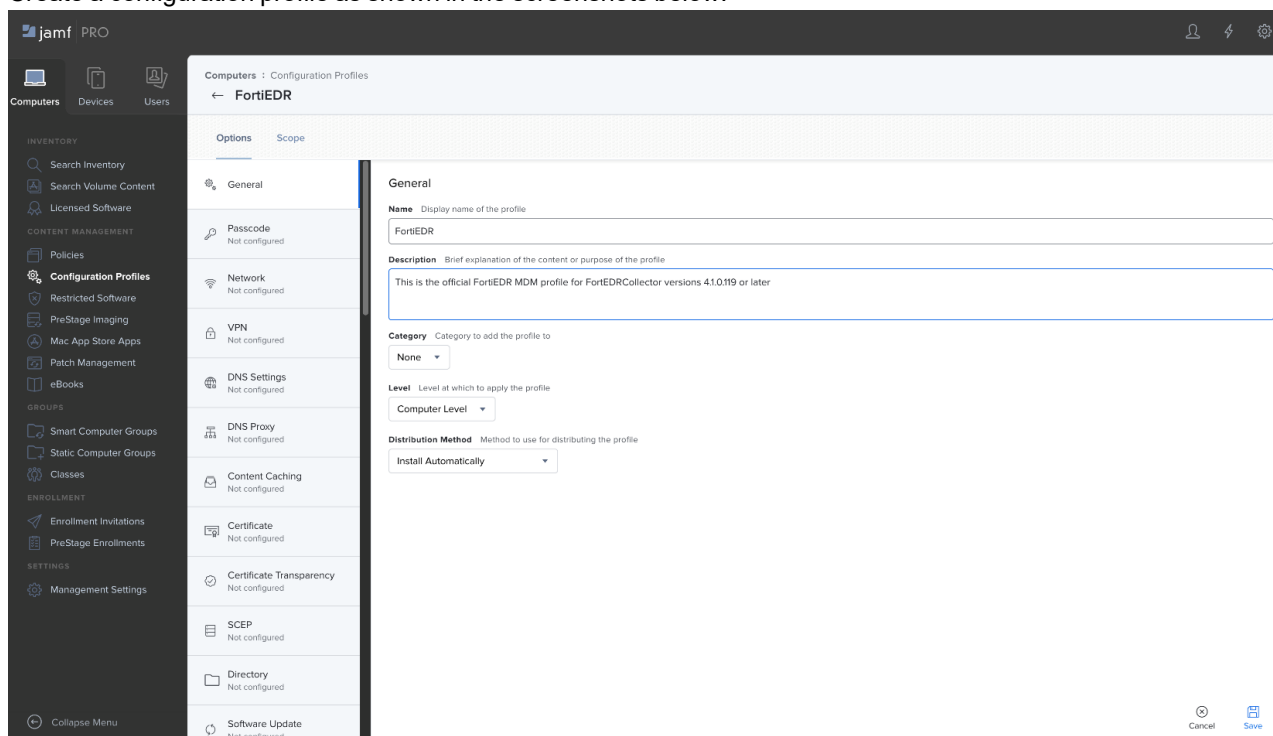 Create a configuration profile as shown in the screenshots below:
jamf PRO
Computers
Devices
Users
INVENTORY
Search Inventory
Search Volume Content
Licensed Software
CONTENT MANAGEMENT
Policies
Configuration Profiles
Restricted Software
PreStage Imaging
Mac App Store Apps
Patch Management
eBooks
GROUPS
Smart Computer Groups
Static Computer Groups
Classes
ENROLLMENT
Enrollment Invitations
PreStage Enrollments
SETTINGS
Management Settings
Collapse Menu
Computers : Configuration Profiles
← FortiEDR
Options Scope
General
Passcode
Not configured
Network
Not configured
VPN
Not configured
DNS Settings
Not configured
DNS Proxy
Not configured
Content Caching
Not configured
Certificate
Not configured
Certificate Transparency
Not configured
SCEP
Not configured
Directory
Not configured
Software Update
Not configured
General
Name Display name of the profile
FortiEDR
Description Brief explanation of the content or purpose of the profile
This is the official FortiEDR MDM profile for FortEDRCollector versions 4.1.0.119 or later
Category Category to add the profile to
None
Level Level at which to apply the profile
Computer Level
Distribution Method Method to use for distributing the profile
Install Automatically
Cancel
Save